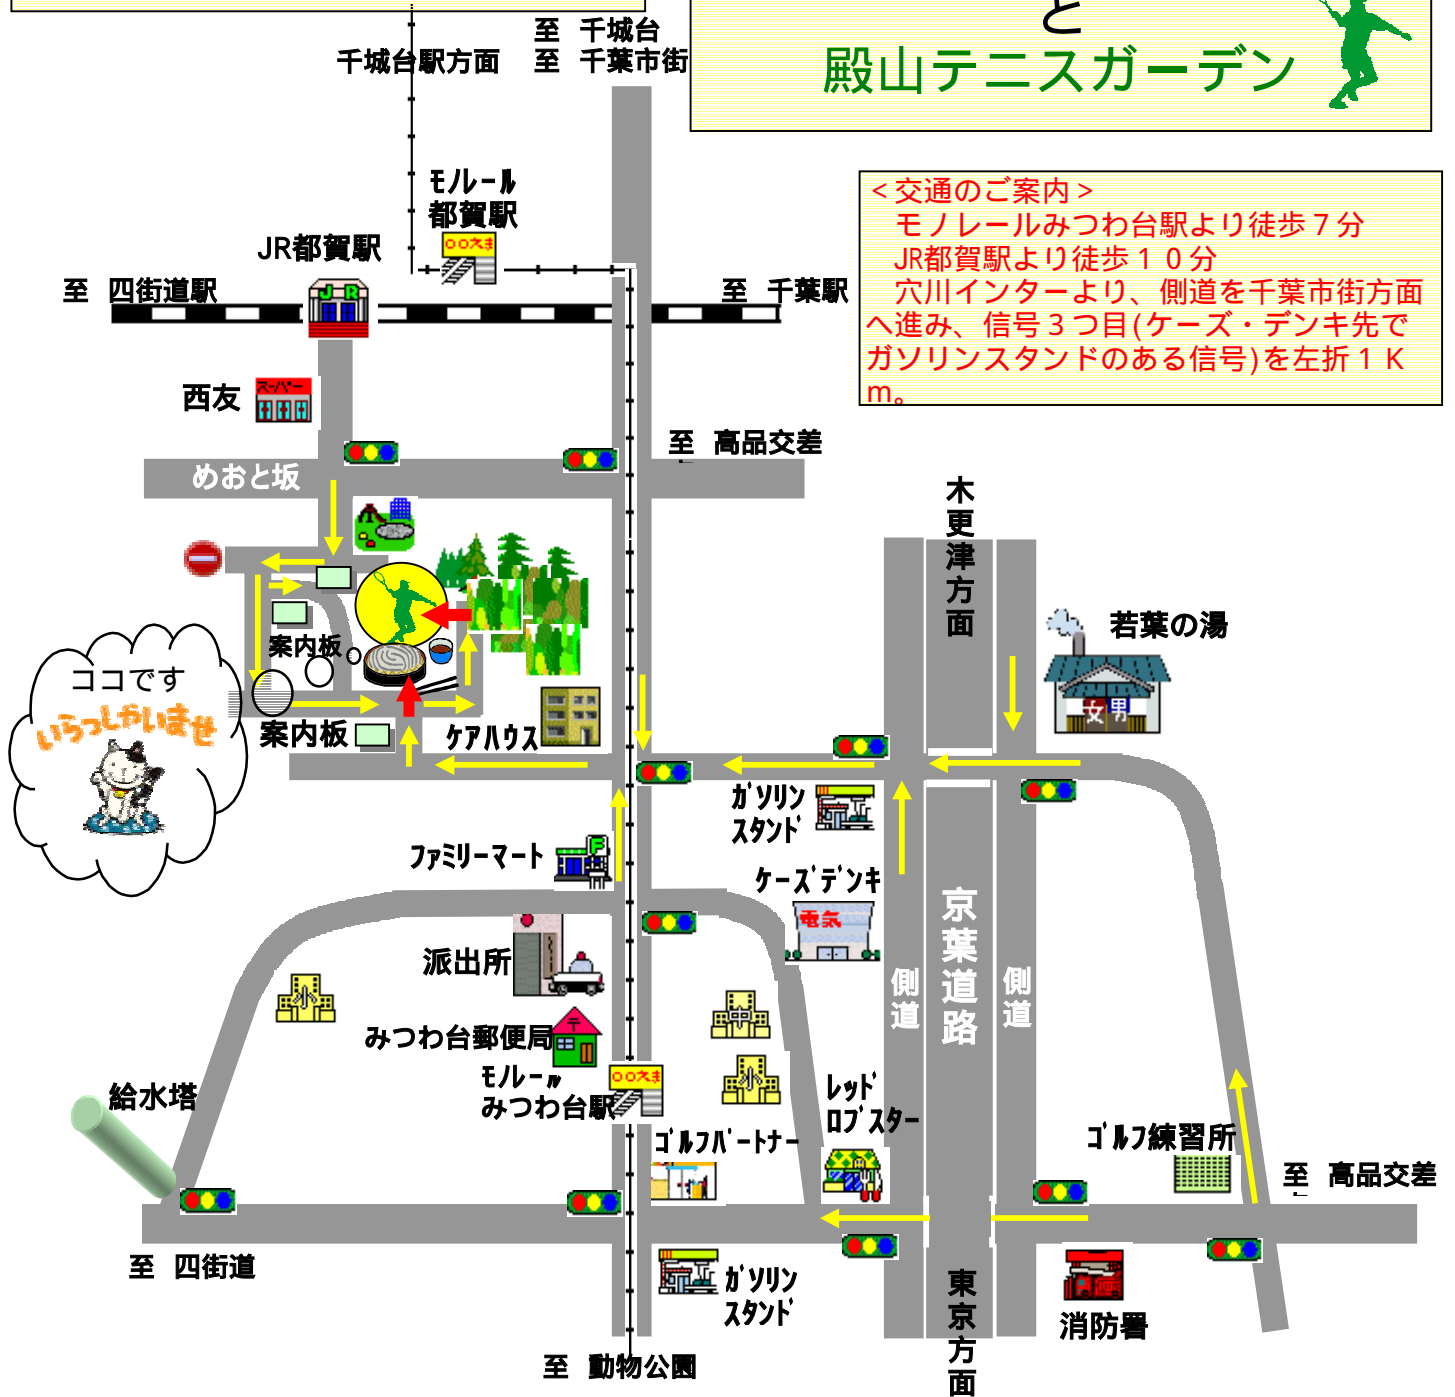 と
殿山テニスガーデン
至 千城台
千城台駅方面
至 千葉市街
<交通のご案内>
モノレールみつわ台駅より徒歩7分
JR都賀駅より徒歩10分
穴川インターより、側道を千葉市街方面
へ進み、信号3つ目(ケーズ・デンキ先で
ガソリンスタンドのある信号)を左折1K
m。
モノレール
都賀駅
○○えき
JR都賀駅
JR
至 四街道駅
至 千葉駅
西友
スーパー
至 高品交差
めおと坂
木更津方面
若葉の湯
女 男
案内板
ココです
いらっしゃいませ
案内板
ケアハウス
ガソリン
スタンド
ファミリーマート
F
ケーズデンキ
電気
京葉道路
側道
側道
派出所
小
中
小
みつわ台郵便局
〒
モノレール
みつわ台駅
○○えき
給水塔
レッド
ロブスター
ゴルフパートナー
ゴルフ練習所
至 高品交差
至 四街道
ガソリン
スタンド
東京方面
消防署
至 動物公園